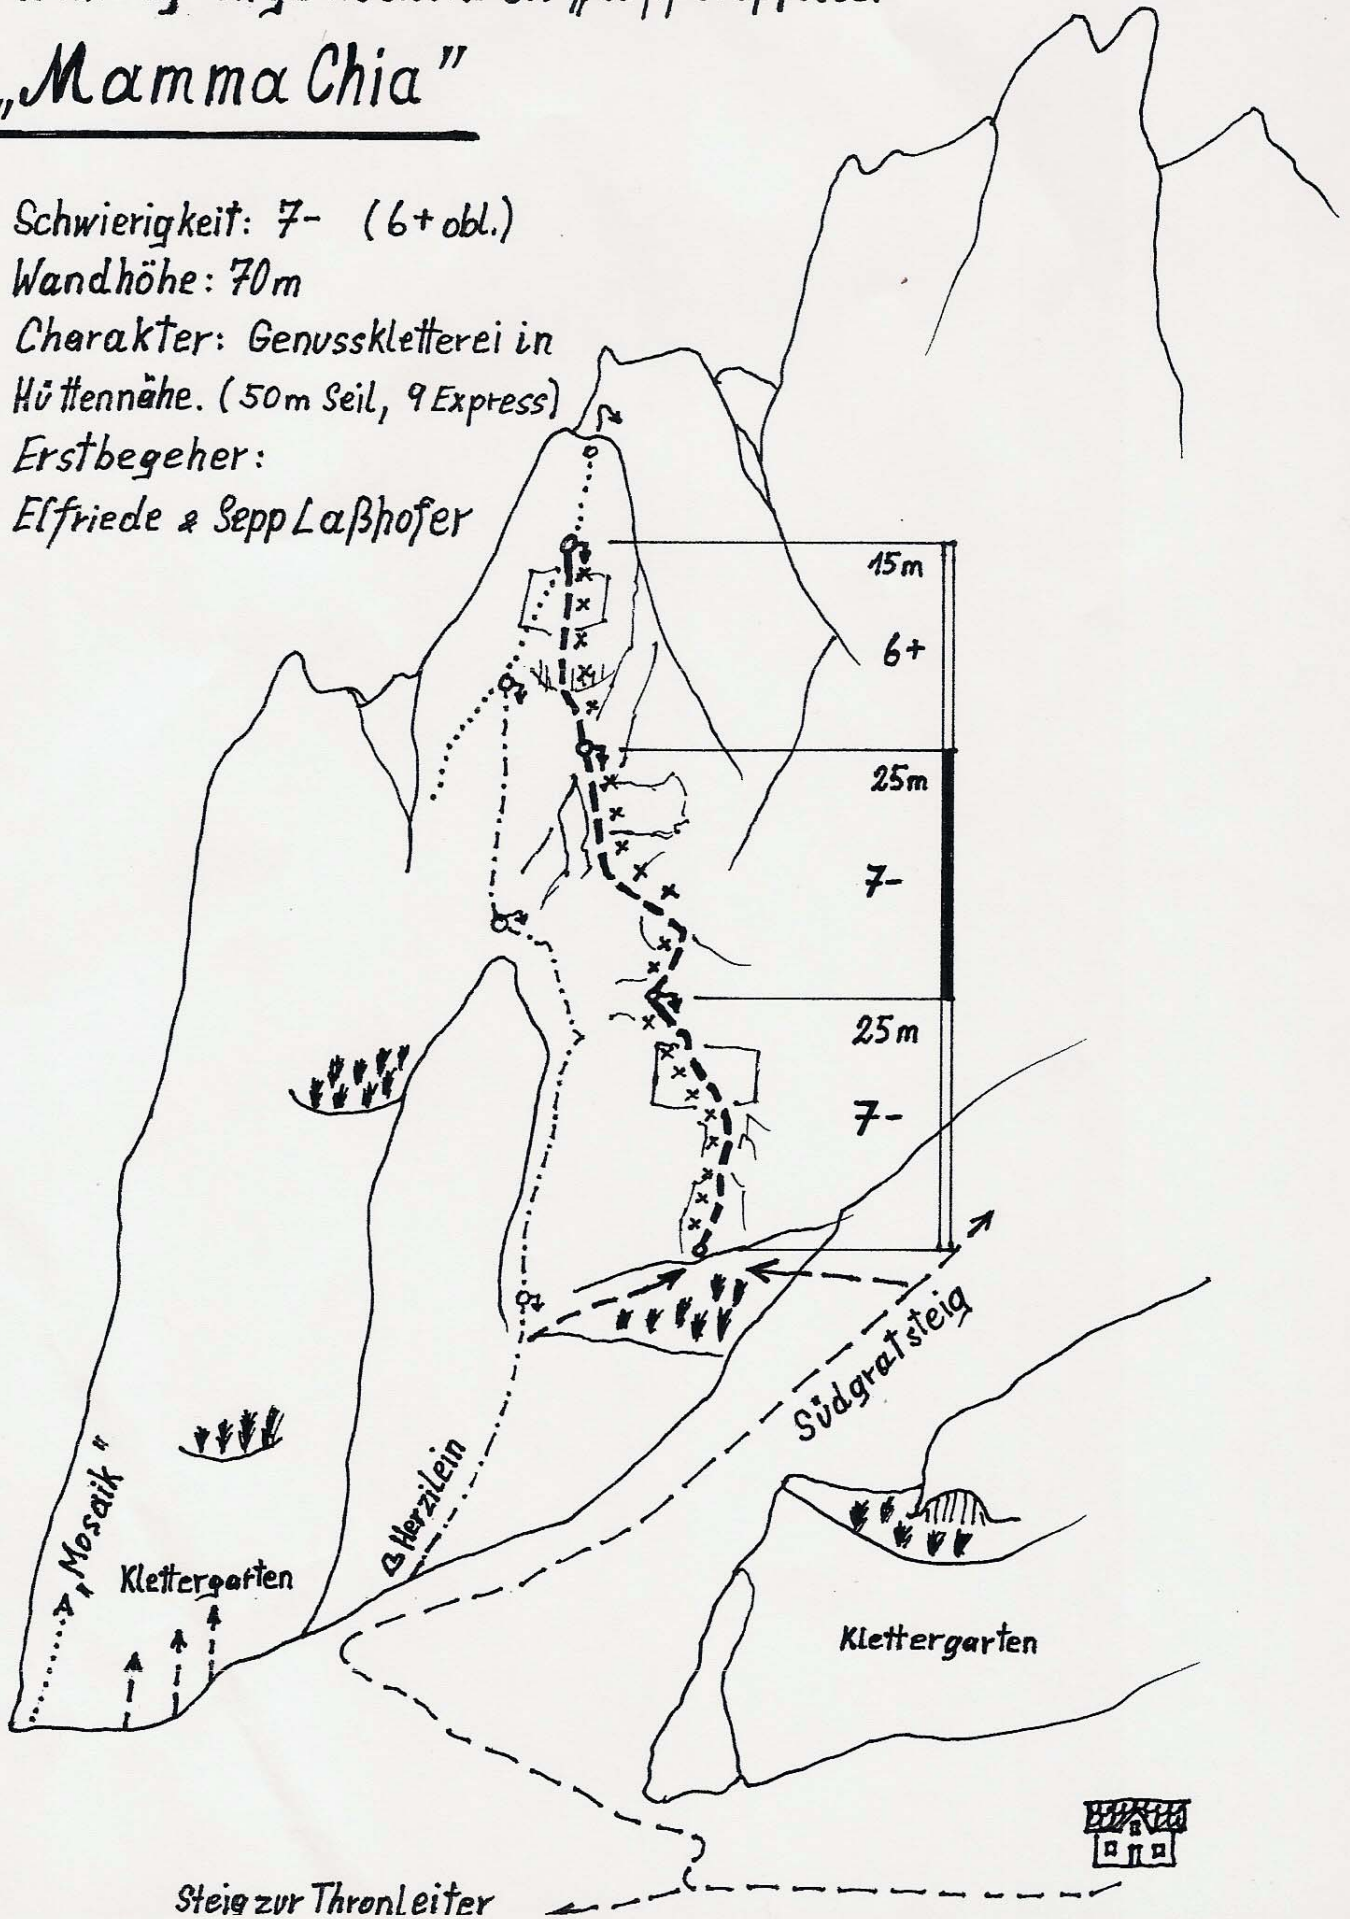 „Mamma Chia”
Schwierigkeit: 7- (6+ obl.)
Wandhöhe: 70m
Charakter: Genusskletterei in
Hüttennähe. (50m Seil, 9 Express)
Erstbegeher:
Elfriede & Sepp Laßhofer
15m
6+
25m
7-
25m
7-
Südgratsteig
Herzilein
„Mosaik“
Klettergarten
Klettergarten
Steig zur Thronleiter